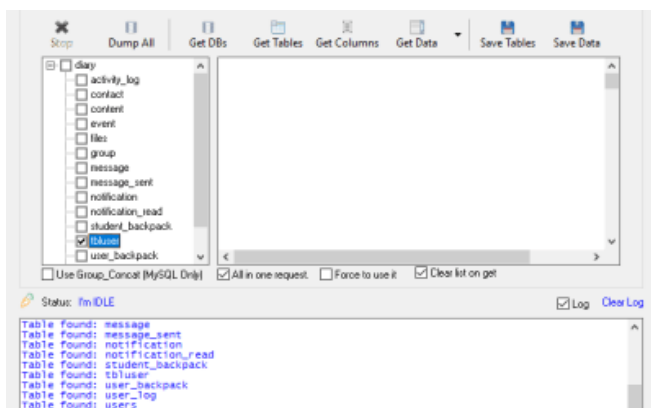 Stop Dump All Get DBs Get Tables Get Columns Get Data Save Tables Save Data
diary
activity_log
contact
content
event
files
group
message
message_sent
notification
notification_read
student_backpack
tbluser
user_backpack
Use Group_Concat (MySQL Only) All in one request. Force to use it Clear list on get
Status: I'm IDLE Log Clear Log
Table found: message
Table found: message_sent
Table found: notification
Table found: notification_read
Table found: student_backpack
Table found: tbluser
Table found: user_backpack
Table found: user_log
Table found: users